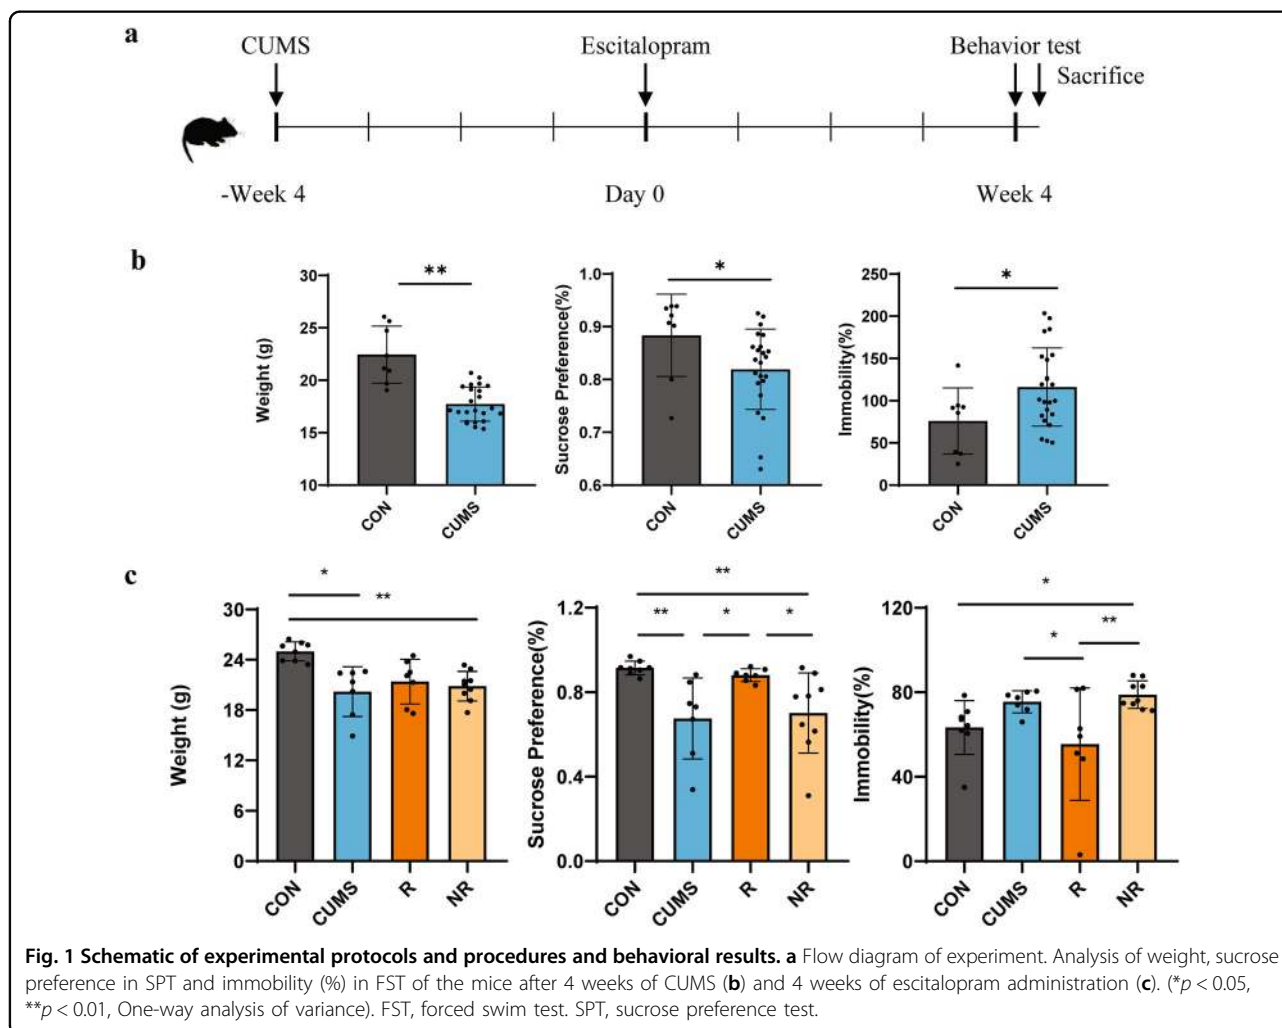 a
CUMS
Escitalopram
Behavior test
Sacrifice
-Week 4
Day 0
Week 4
b
Weight (g)
30
25
20
15
10
**
CON
CUMS
Sucrose Preference(%)
1.0
0.9
0.8
0.7
0.6
*
CON
CUMS
Immobility(%)
250
200
150
100
50
0
*
CON
CUMS
c
Weight (g)
30
24
18
12
6
0
*
**
CON
CUMS
R
NR
Sucrose Preference(%)
1.2
0.8
0.4
0.0
**
**
*
*
CON
CUMS
R
NR
Immobility(%)
120
80
40
0
*
*
**
CON
CUMS
R
NR
Fig. 1 Schematic of experimental protocols and procedures and behavioral results. a Flow diagram of experiment. Analysis of weight, sucrose
preference in SPT and immobility (%) in FST of the mice after 4 weeks of CUMS (b) and 4 weeks of escitalopram administration (c). (*p < 0.05,
**p < 0.01, One-way analysis of variance). FST, forced swim test. SPT, sucrose preference test.